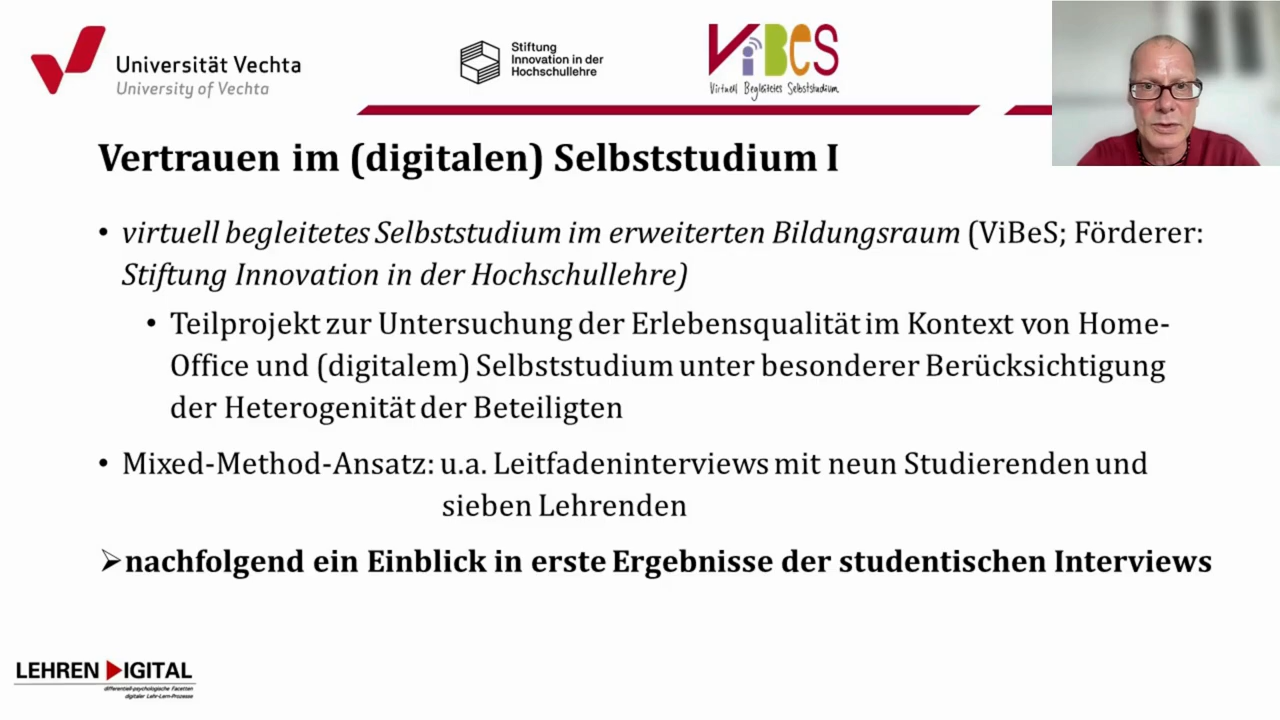 Universität Vechta
University of Vechta
Stiftung
Innovation in der
Hochschullehre
ViBeS
Virtuell Begleitetes Selbststudium
Vertrauen im (digitalen) Selbststudium I
• virtuell begleitetes Selbststudium im erweiterten Bildungsraum (ViBeS; Förderer:
Stiftung Innovation in der Hochschullehre)
• Teilprojekt zur Untersuchung der Erlebensqualität im Kontext von Home-
Office und (digitalem) Selbststudium unter besonderer Berücksichtigung
der Heterogenität der Beteiligten
• Mixed-Method-Ansatz: u.a. Leitfadeninterviews mit neun Studierenden und
sieben Lehrenden
➢ nachfolgend ein Einblick in erste Ergebnisse der studentischen Interviews
LEHREN DIGITAL
differentiell-psychologische Facetten
digitaler Lehr-Lern-Prozesse